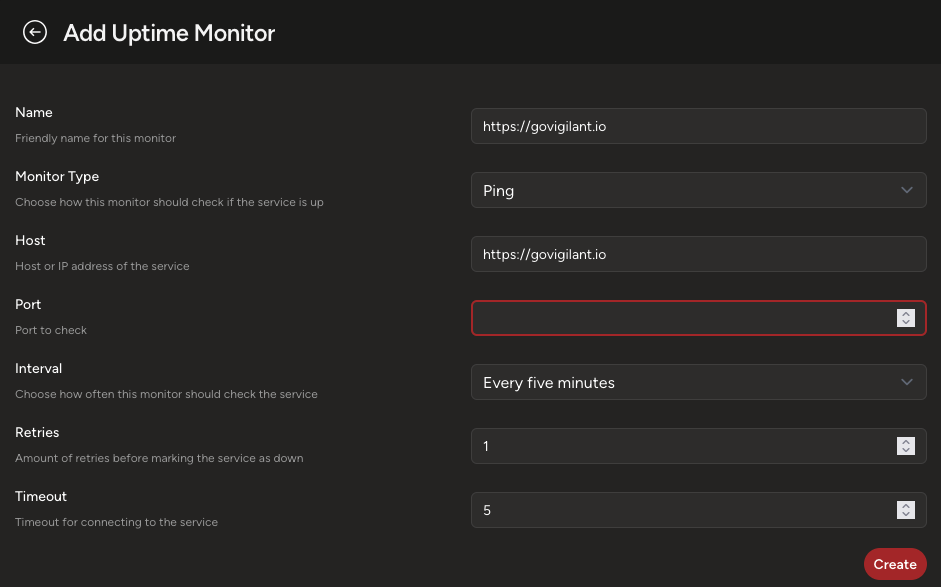 Add Uptime Monitor
Name
Friendly name for this monitor
https://govigilant.io
Monitor Type
Choose how this monitor should check if the service is up
Ping
Host
Host or IP address of the service
https://govigilant.io
Port
Port to check
Interval
Choose how often this monitor should check the service
Every five minutes
Retries
Amount of retries before marking the service as down
1
Timeout
Timeout for connecting to the service
5
Create